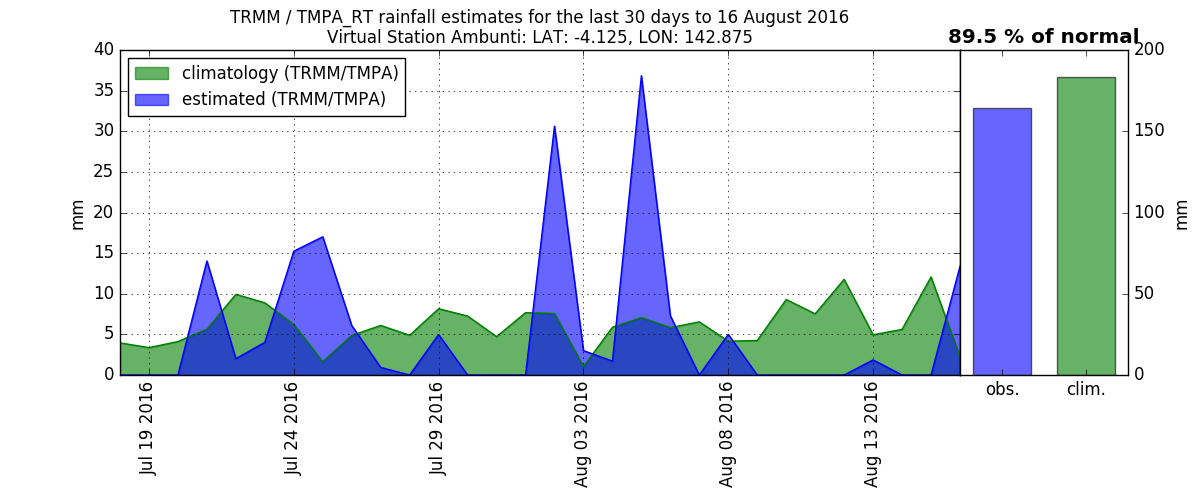 TRMM / TMPA_RT rainfall estimates for the last 30 days to 16 August 2016
Virtual Station Ambunti: LAT: -4.125, LON: 142.875
89.5 % of normal
climatology (TRMM/TMPA)
estimated (TRMM/TMPA)
40
35
30
25
20
15
10
5
0
mm
200
150
100
50
0
mm
obs.
clim.
Jul 19 2016
Jul 24 2016
Jul 29 2016
Aug 03 2016
Aug 08 2016
Aug 13 2016